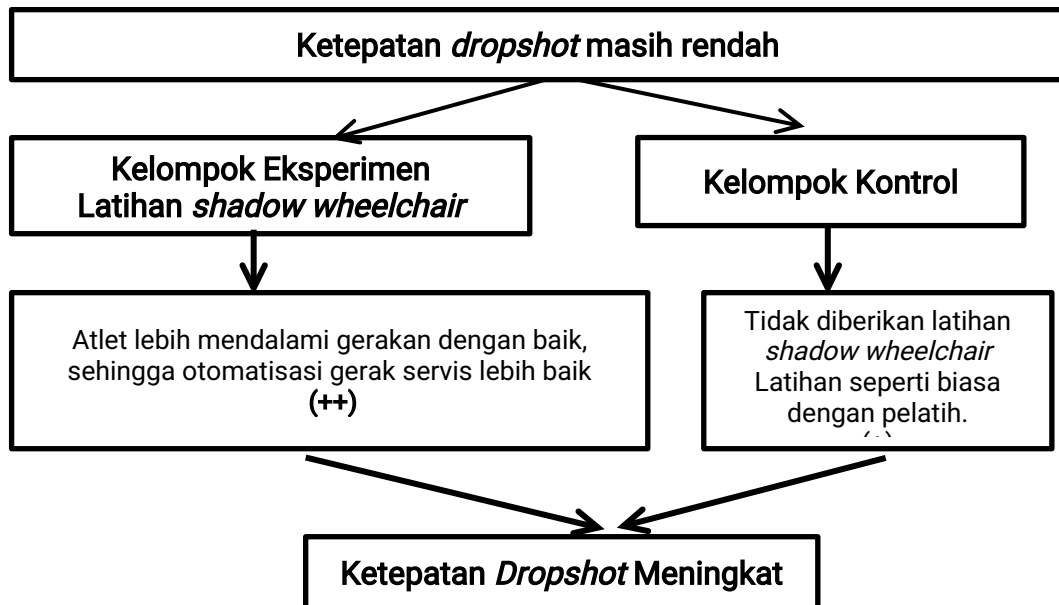 Ketepatan dropshot masih rendah
Kelompok Eksperimen
Latihan shadow wheelchair
Kelompok Kontrol
Atlet lebih mendalami gerakan dengan baik,
sehingga otomatisasi gerak servis lebih baik
(++)
Tidak diberikan latihan
shadow wheelchair
Latihan seperti biasa
dengan pelatih.
Ketepatan Dropshot Meningkat